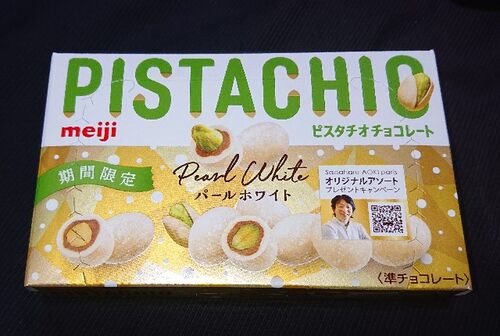 PISTACHIO
meiji
ピスタチオチョコレート
期間限定
Pearl White
パールホワイト
Sadaharu AOKI paris
オリジナルアソート
プレゼントキャンペーン
〈準チョコレート〉